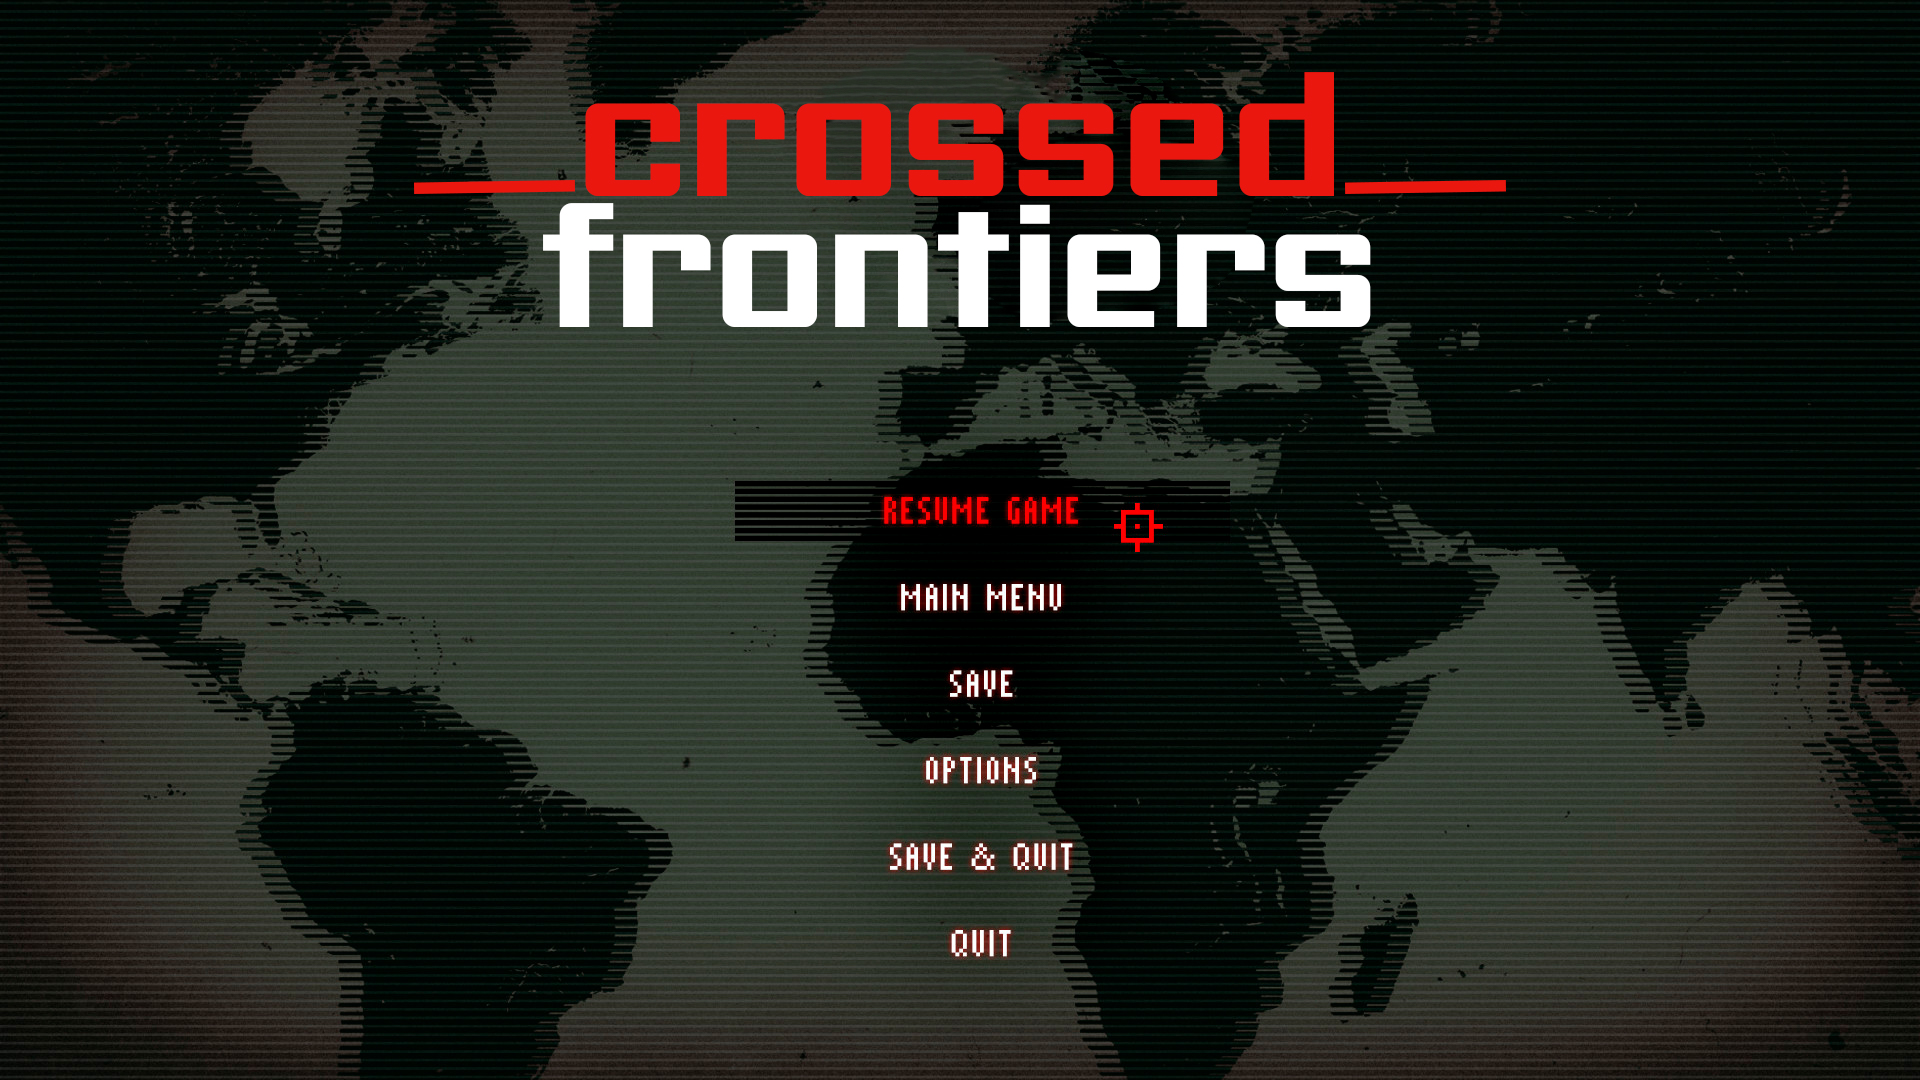 crossed
frontiers
RESUME GAME
MAIN MENU
SAVE
OPTIONS
SAVE & QUIT
QUIT